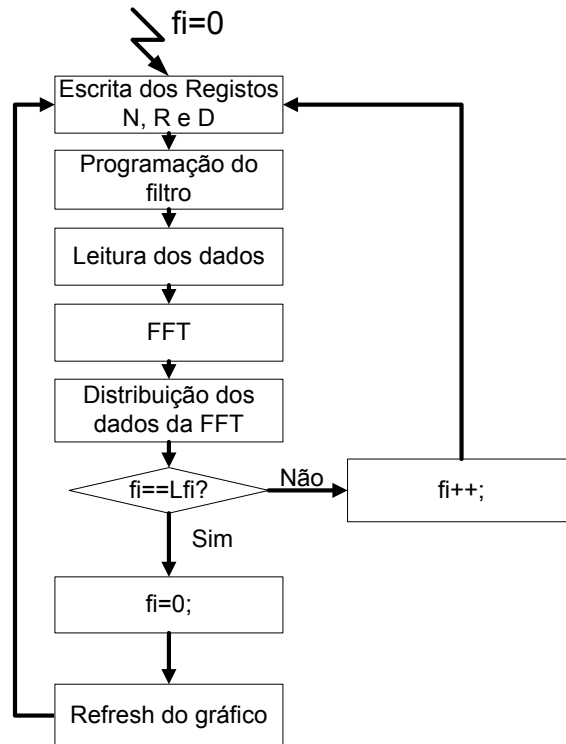 fi=0
Escrita dos Registos
N, R e D
Programação do
filtro
Leitura dos dados
FFT
Distribuição dos
dados da FFT
fi==Lfi?
Não
fi++;
Sim
fi=0;
Refresh do gráfico